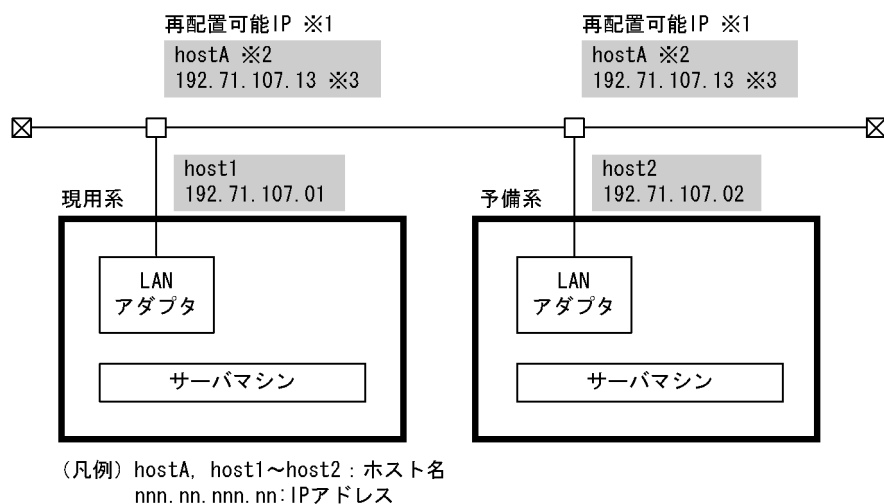 再配置可能IP ※1
hostA ※2
192.71.107.13 ※3
再配置可能IP ※1
hostA ※2
192.71.107.13 ※3
host1
192.71.107.01
host2
192.71.107.02
現用系
予備系
LAN
アダプタ
サーバマシン
LAN
アダプタ
サーバマシン
(凡例) hostA, host1～host2：ホスト名
nnn.nn.nnn.nn:IPアドレス